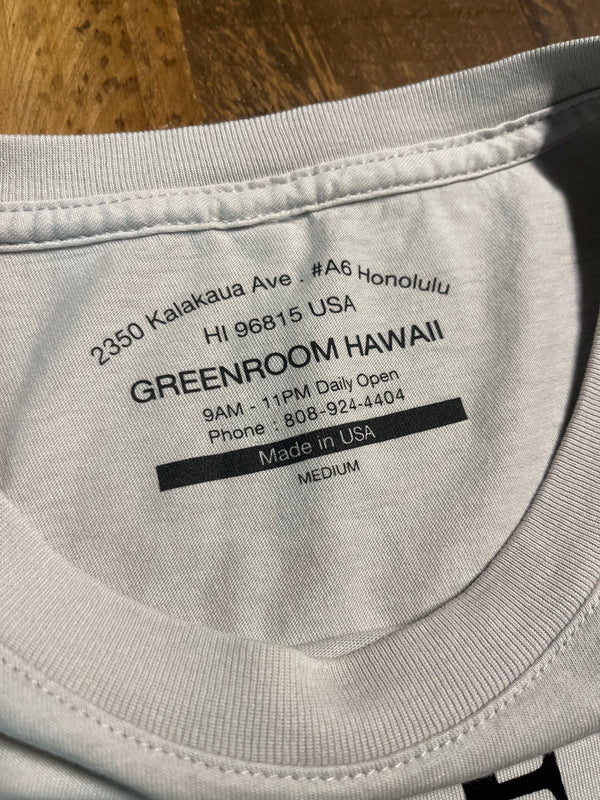 2350 Kalakaua Ave . #A6 Honolulu
HI 96815 USA
GREENROOM HAWAII
9AM - 11PM Daily Open
Phone : 808-924-4404
Made in USA
MEDIUM